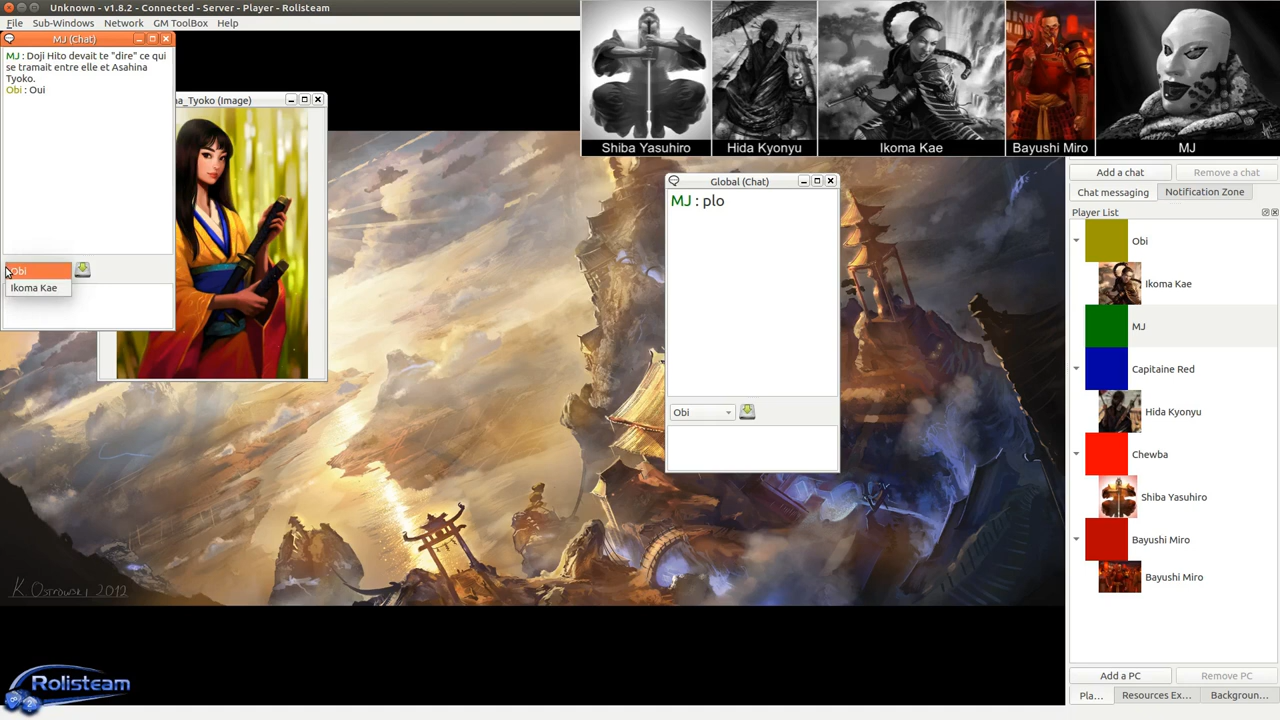 Unknown - v1.8.2 - Connected - Server - Player - Rolisteam
File Sub-Windows Network GM ToolBox Help
MJ (Chat)
MJ : Doji Hito devait te "dire" ce qui
se tramait entre elle et Asahina
Tyoko.
Obi : Oui
Obi
Ikoma Kae
na_Tyoko (Image)
Global (Chat)
MJ : plo
Obi
Shiba Yasuhiro
Hida Kyonyu
Ikoma Kae
Bayushi Miro
MJ
Add a chat
Remove a chat
Chat messaging
Notification Zone
Player List
Obi
Ikoma Kae
MJ
Capitaine Red
Hida Kyonyu
Chewba
Shiba Yasuhiro
Bayushi Miro
Bayushi Miro
Add a PC
Remove PC
Pla...
Resources Ex...
Backgroun...
K Ostrowski 2012
Rolisteam